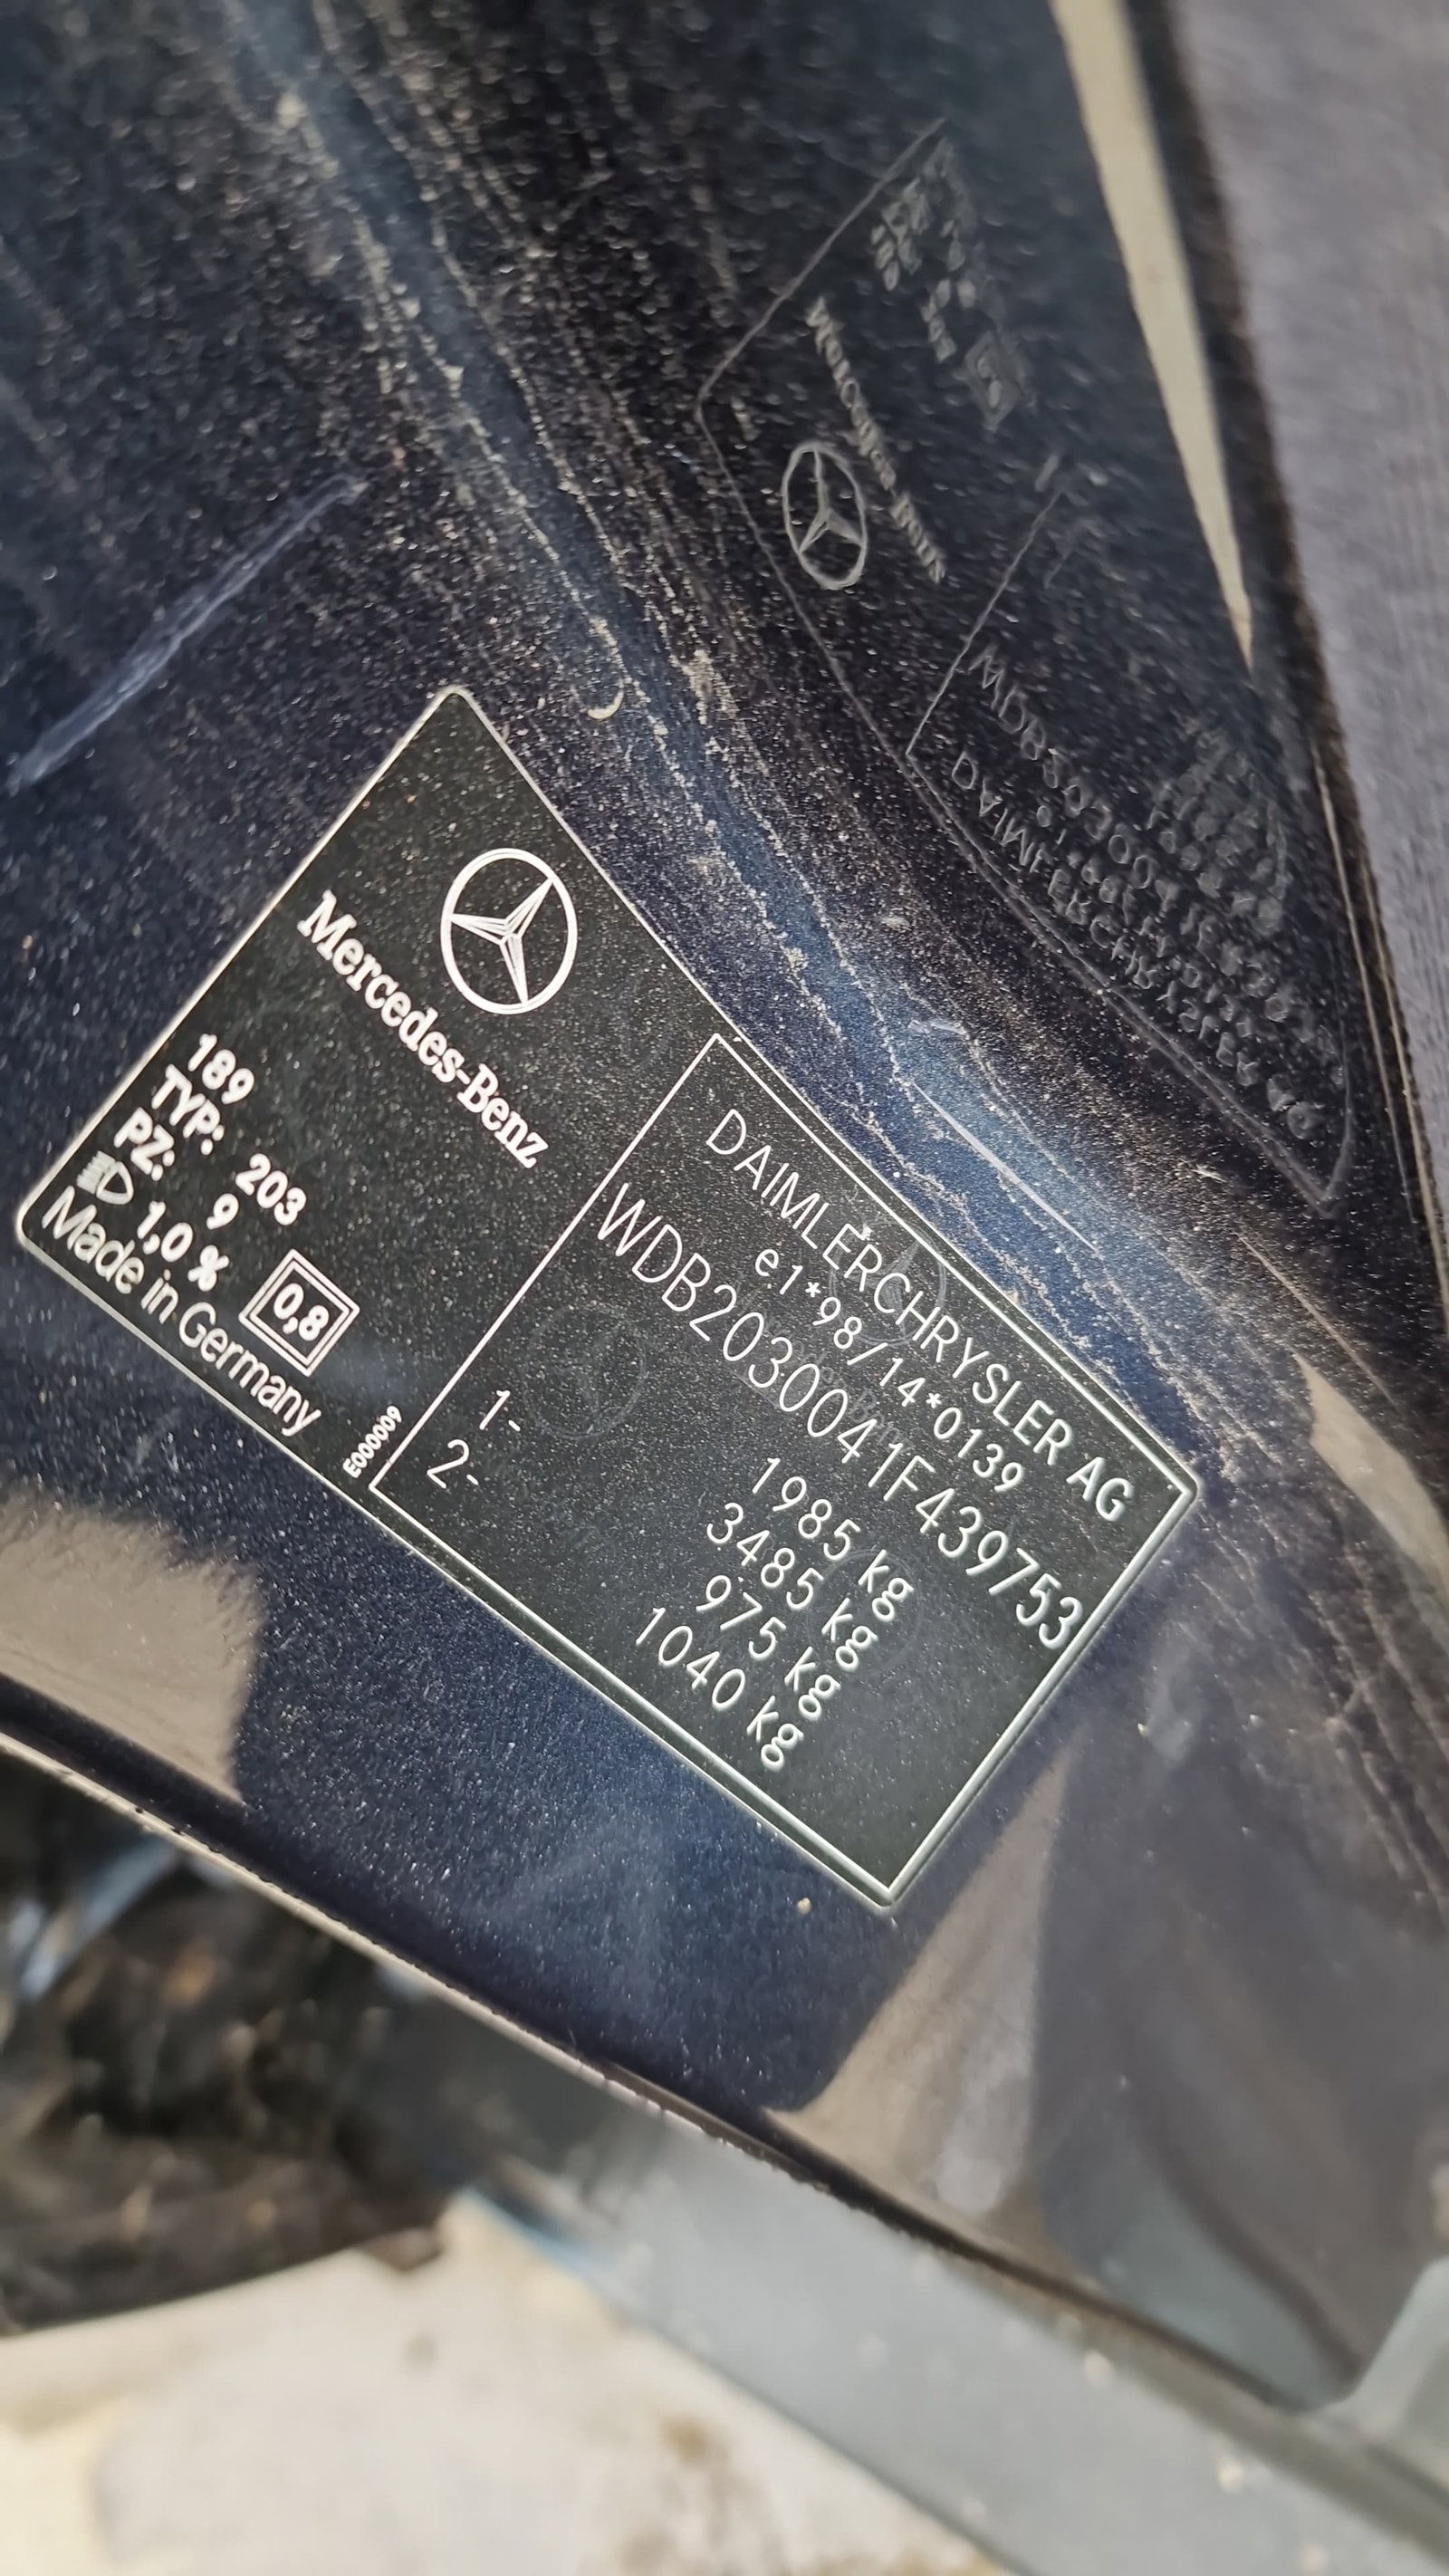 Mercedes-Benz
189
TYP: 203
PZ: 9
1,0 %
0,8
Made in Germany
E000009
DAIMLERCHRYSLER AG
e1*98/14*0139
WDB2030041F439753
1985 kg
3485 kg
1- 975 kg
2- 1040 kg